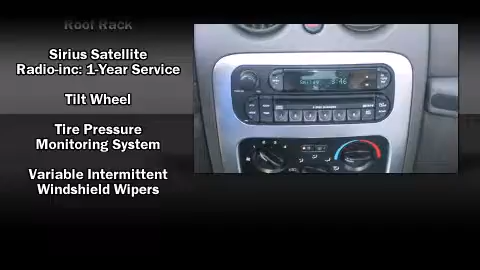 Roof Rack
Sirius Satellite
Radio-inc: 1-Year Service
Tilt Wheel
Tire Pressure
Monitoring System
Variable Intermittent
Windshield Wipers